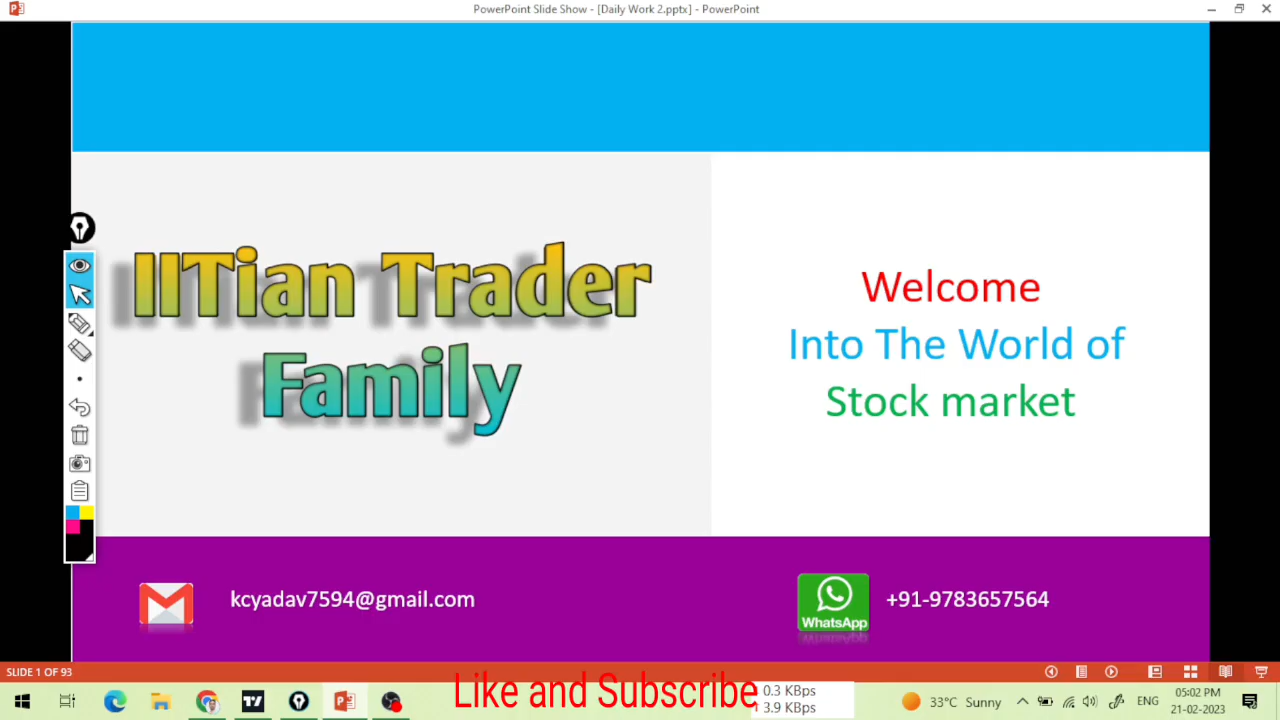 PowerPoint Slide Show - [Daily Work 2.pptx] - PowerPoint
IITian Trader
Family
Welcome
Into The World of
Stock market
kcyadav7594@gmail.com
WhatsApp
+91-9783657564
SLIDE 1 OF 93
Like and Subscribe
0.3 KBps
3.9 KBps
33°C Sunny
ENG
05:02 PM
21-02-2023